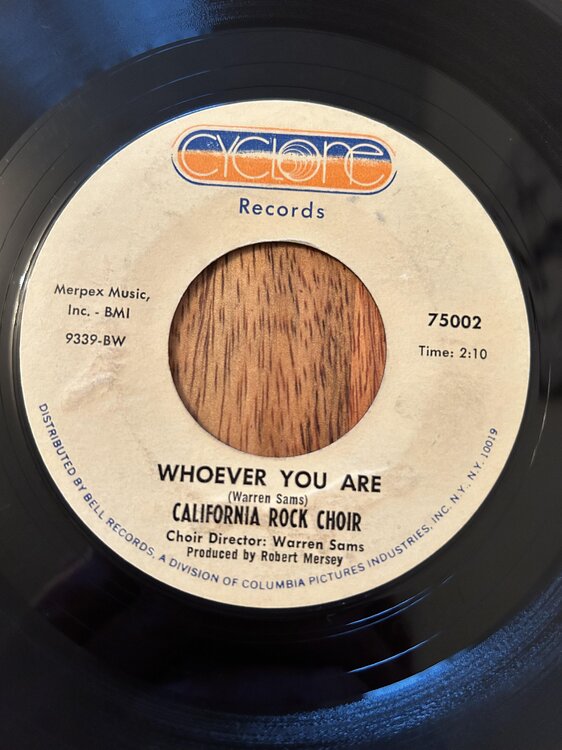 CYCLONE
Records
Merpex Music,
Inc. - BMI
9339-BW
75002
Time: 2:10
WHOEVER YOU ARE
(Warren Sams)
CALIFORNIA ROCK CHOIR
Choir Director: Warren Sams
Produced by Robert Mersey
DISTRIBUTED BY BELL RECORDS, A DIVISION OF COLUMBIA PICTURES INDUSTRIES, INC. N.Y., N.Y. 10019